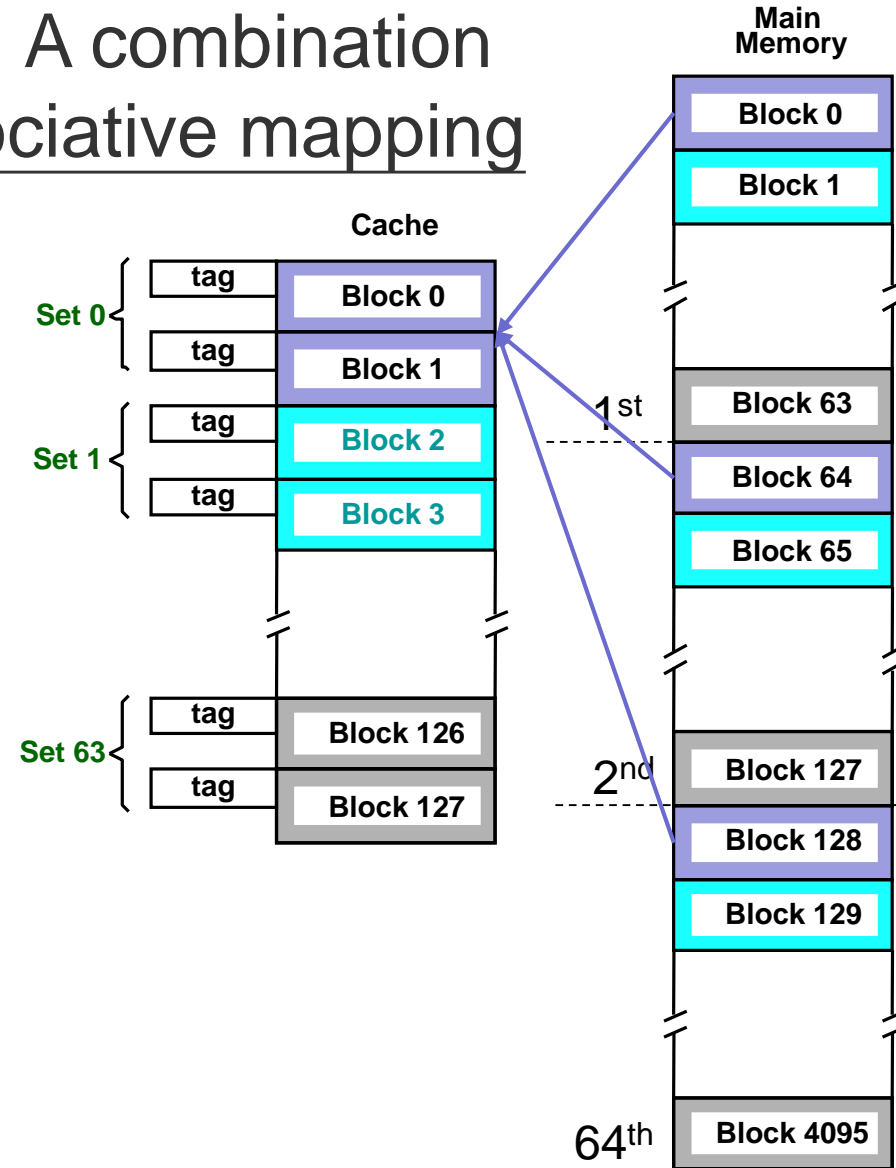 A combination
ociative mapping
Main
Memory
Block 0
Block 1
Cache
Set 0
tag
Block 0
tag
Block 1
Set 1
tag
Block 2
tag
Block 3
1st
Block 63
Block 64
Block 65
Set 63
tag
Block 126
tag
Block 127
2nd
Block 127
Block 128
Block 129
64th
Block 4095